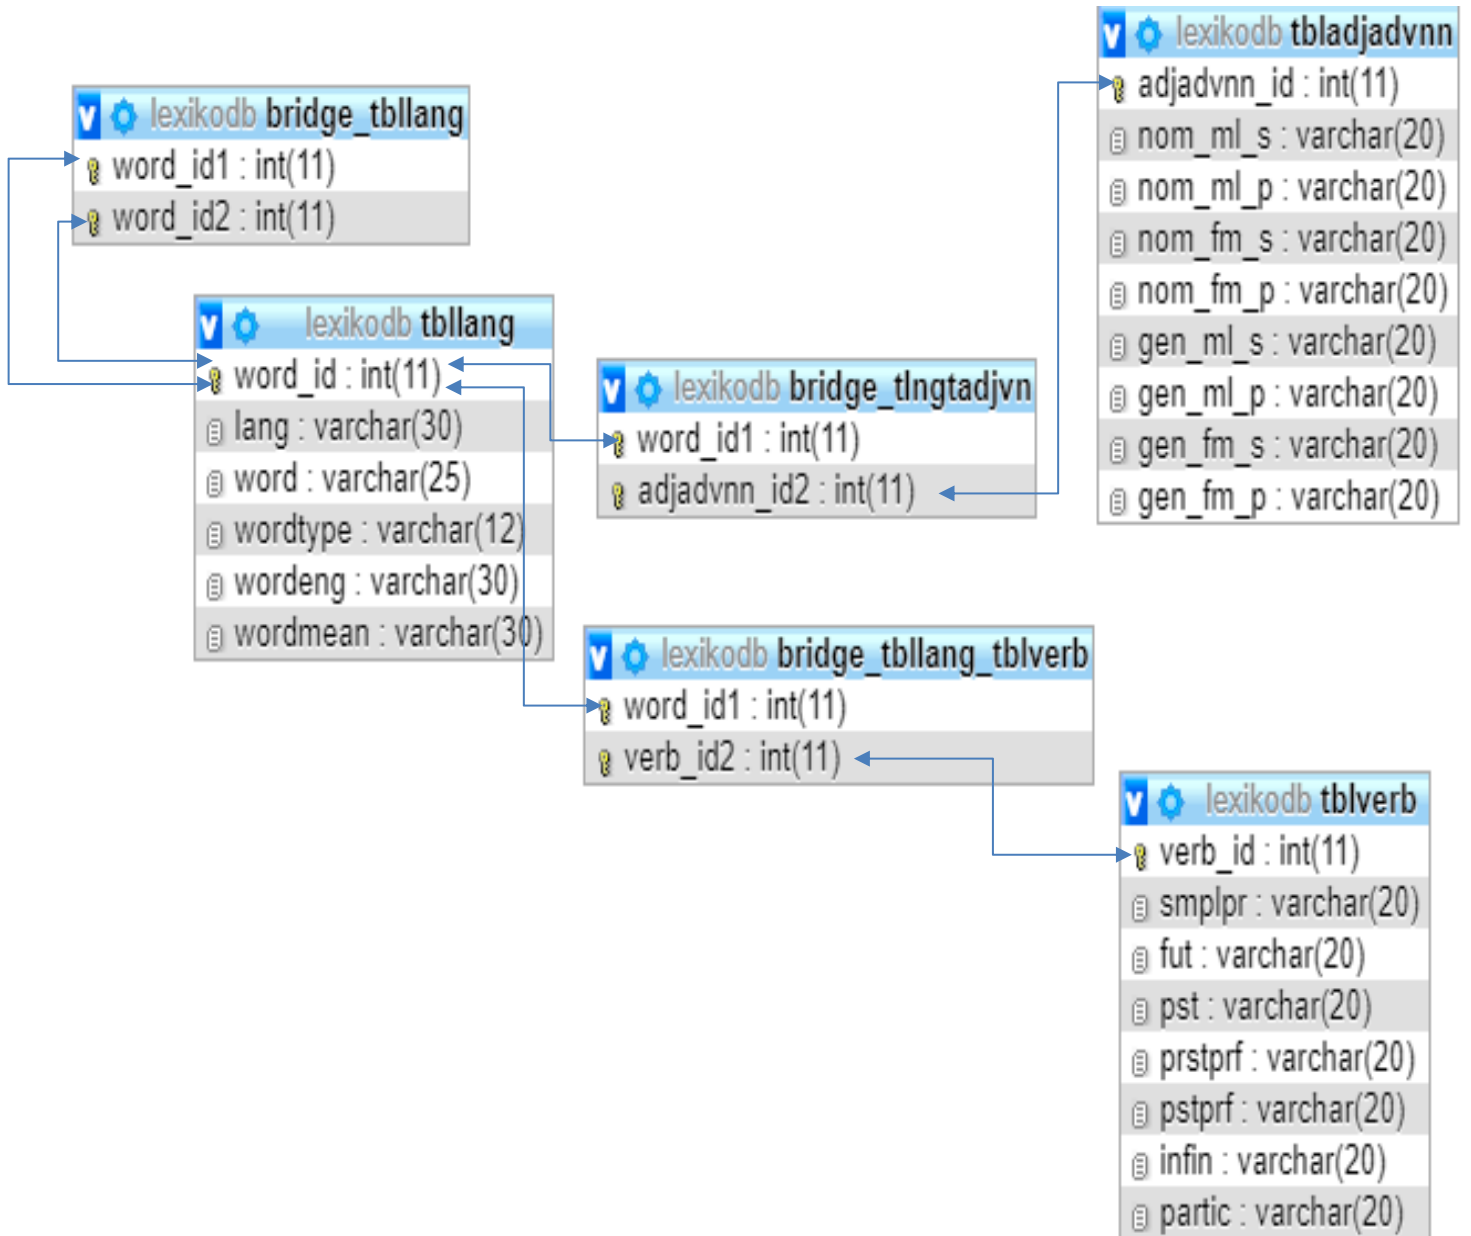 v lexikodb bridge_tbllang
word_id1 : int(11)
word_id2 : int(11)
v lexikodb tbllang
word_id : int(11)
lang : varchar(30)
word : varchar(25)
wordtype : varchar(12)
wordeng : varchar(30)
wordmean : varchar(30)
v lexikodb bridge_tlngtadjvn
word_id1 : int(11)
adjadvnn_id2 : int(11)
v lexikodb tbladjadvnn
adjadvnn_id : int(11)
nom_ml_s : varchar(20)
nom_ml_p : varchar(20)
nom_fm_s : varchar(20)
nom_fm_p : varchar(20)
gen_ml_s : varchar(20)
gen_ml_p : varchar(20)
gen_fm_s : varchar(20)
gen_fm_p : varchar(20)
v lexikodb bridge_tbllang_tblverb
word_id1 : int(11)
verb_id2 : int(11)
v lexikodb tblverb
verb_id : int(11)
smplpr : varchar(20)
fut : varchar(20)
pst : varchar(20)
prstprf : varchar(20)
pstprf : varchar(20)
infin : varchar(20)
partic : varchar(20)